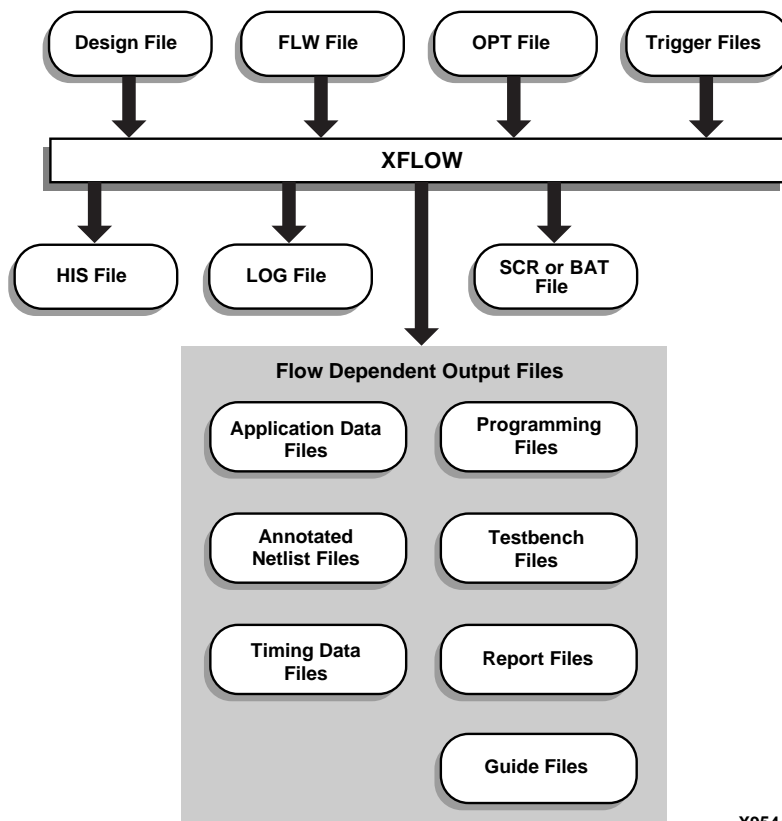 Design File
FLW File
OPT File
Trigger Files
XFLOW
HIS File
LOG File
SCR or BAT
File
Flow Dependent Output Files
Application Data
Files
Programming
Files
Annotated
Netlist Files
Testbench
Files
Timing Data
Files
Report Files
Guide Files